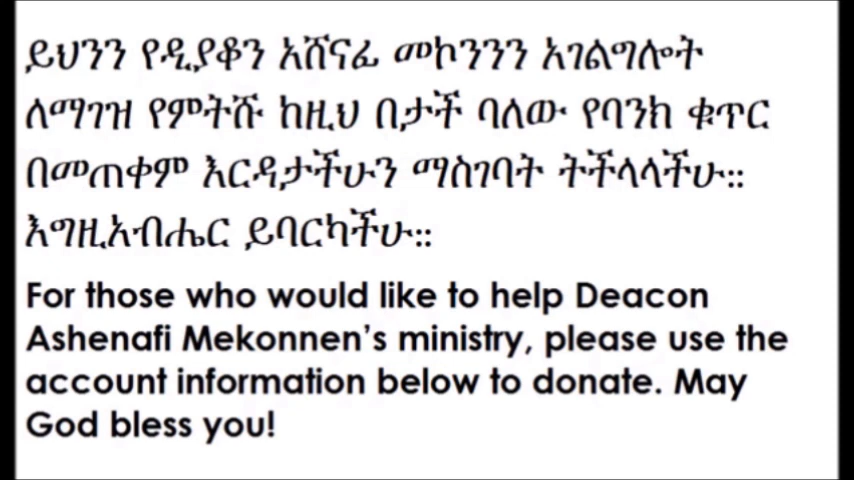 ይህንን የዲያቆን አሸናፊ መኮንንን አገልግሎት
ለማገዝ የምትሹ ከዚህ በታች ባለው የባንክ ቁጥር
በመጠቀም እርዳታችሁን ማስገባት ትችላላችሁ።
እግዚአብሔር ይባርካችሁ።
For those who would like to help Deacon
Ashenafi Mekonnen’s ministry, please use the
account information below to donate. May
God bless you!